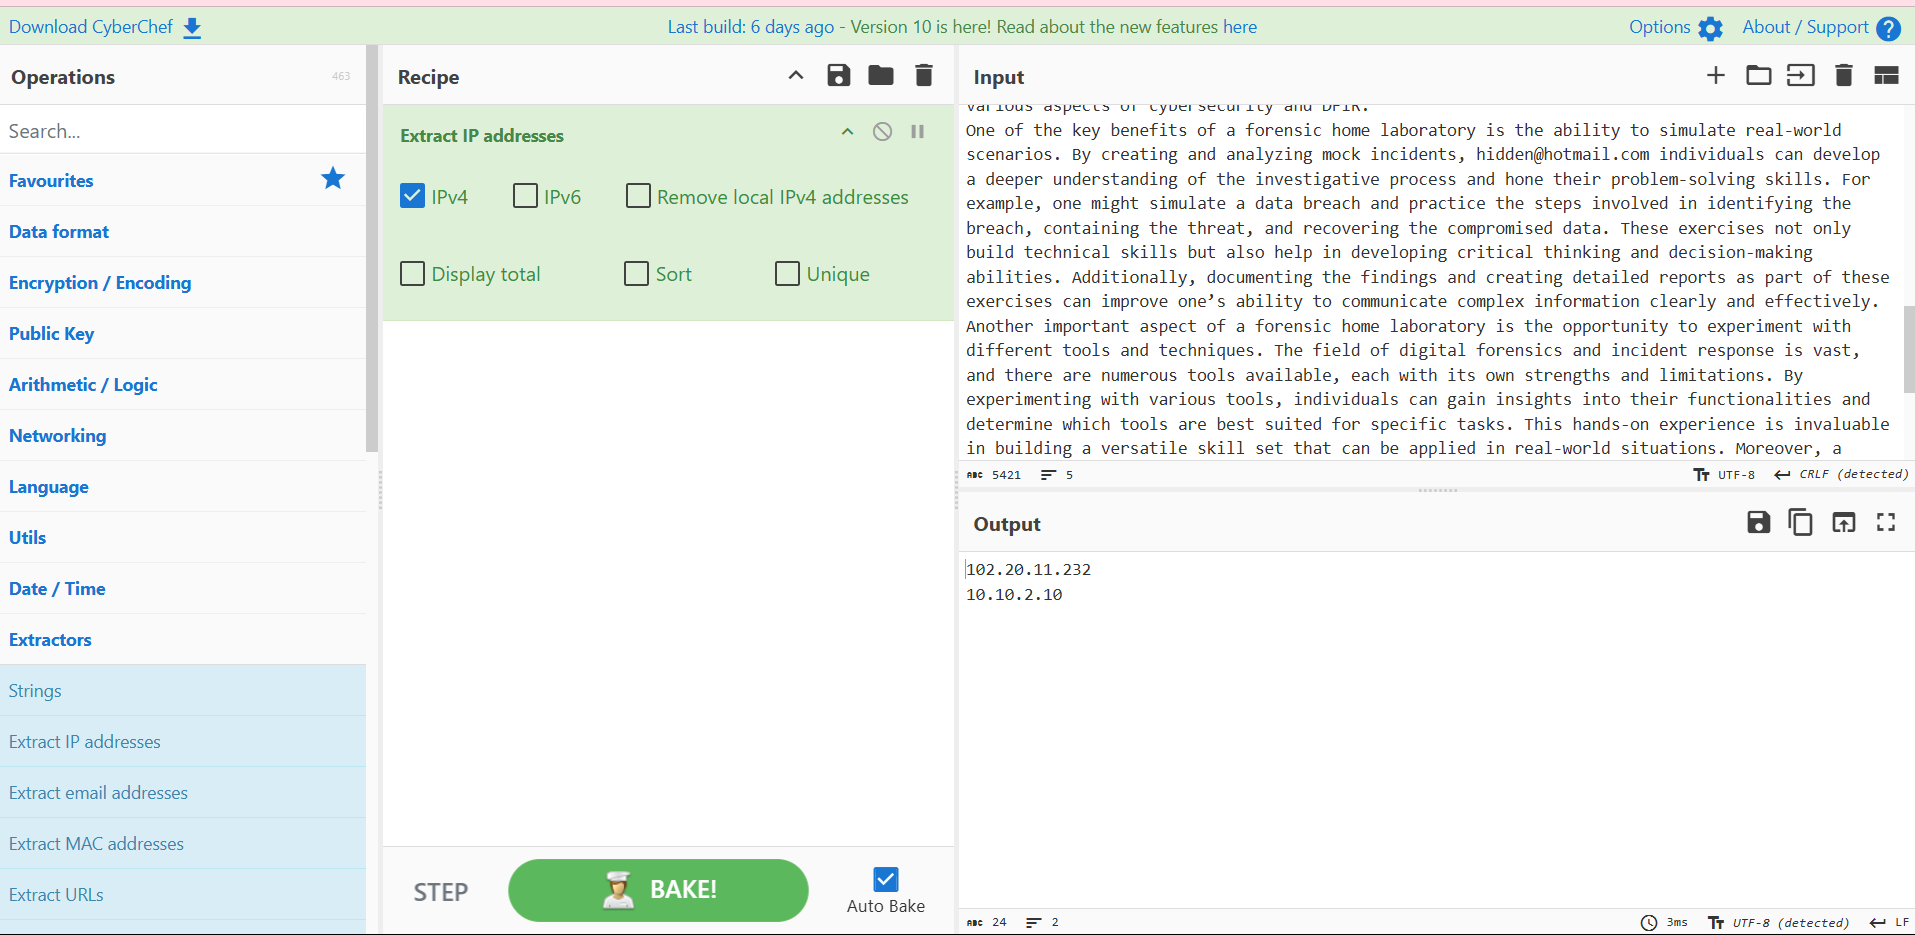 Download CyberChef
Last build: 6 days ago - Version 10 is here! Read about the new features here
Options
About / Support
Operations
463
Search...
Favourites
Data format
Encryption / Encoding
Public Key
Arithmetic / Logic
Networking
Language
Utils
Date / Time
Extractors
Strings
Extract IP addresses
Extract email addresses
Extract MAC addresses
Extract URLs
Recipe
Extract IP addresses
IPv4
IPv6
Remove local IPv4 addresses
Display total
Sort
Unique
STEP
BAKE!
Auto Bake
Input
various aspects of cybersecurity and DFIR.
One of the key benefits of a forensic home laboratory is the ability to simulate real-world
scenarios. By creating and analyzing mock incidents, hidden@hotmail.com individuals can develop
a deeper understanding of the investigative process and hone their problem-solving skills. For
example, one might simulate a data breach and practice the steps involved in identifying the
breach, containing the threat, and recovering the compromised data. These exercises not only
build technical skills but also help in developing critical thinking and decision-making
abilities. Additionally, documenting the findings and creating detailed reports as part of these
exercises can improve one’s ability to communicate complex information clearly and effectively.
Another important aspect of a forensic home laboratory is the opportunity to experiment with
different tools and techniques. The field of digital forensics and incident response is vast,
and there are numerous tools available, each with its own strengths and limitations. By
experimenting with various tools, individuals can gain insights into their functionalities and
determine which tools are best suited for specific tasks. This hands-on experience is invaluable
in building a versatile skill set that can be applied in real-world situations. Moreover, a
ABC 5421
5
UTF-8
CRLF (detected)
Output
102.20.11.232
10.10.2.10
ABC 24
2
3ms
UTF-8 (detected)
LF